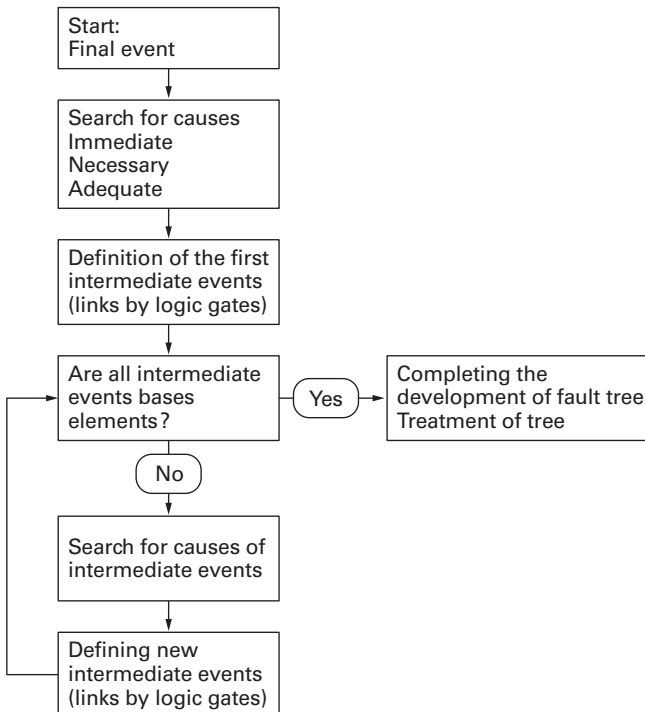 Start:
Final event
Search for causes
Immediate
Necessary
Adequate
Definition of the first
intermediate events
(links by logic gates)
Are all intermediate
events bases
elements?
Yes
Completing the
development of fault tree
Treatment of tree
No
Search for causes of
intermediate events
Defining new
intermediate events
(links by logic gates)